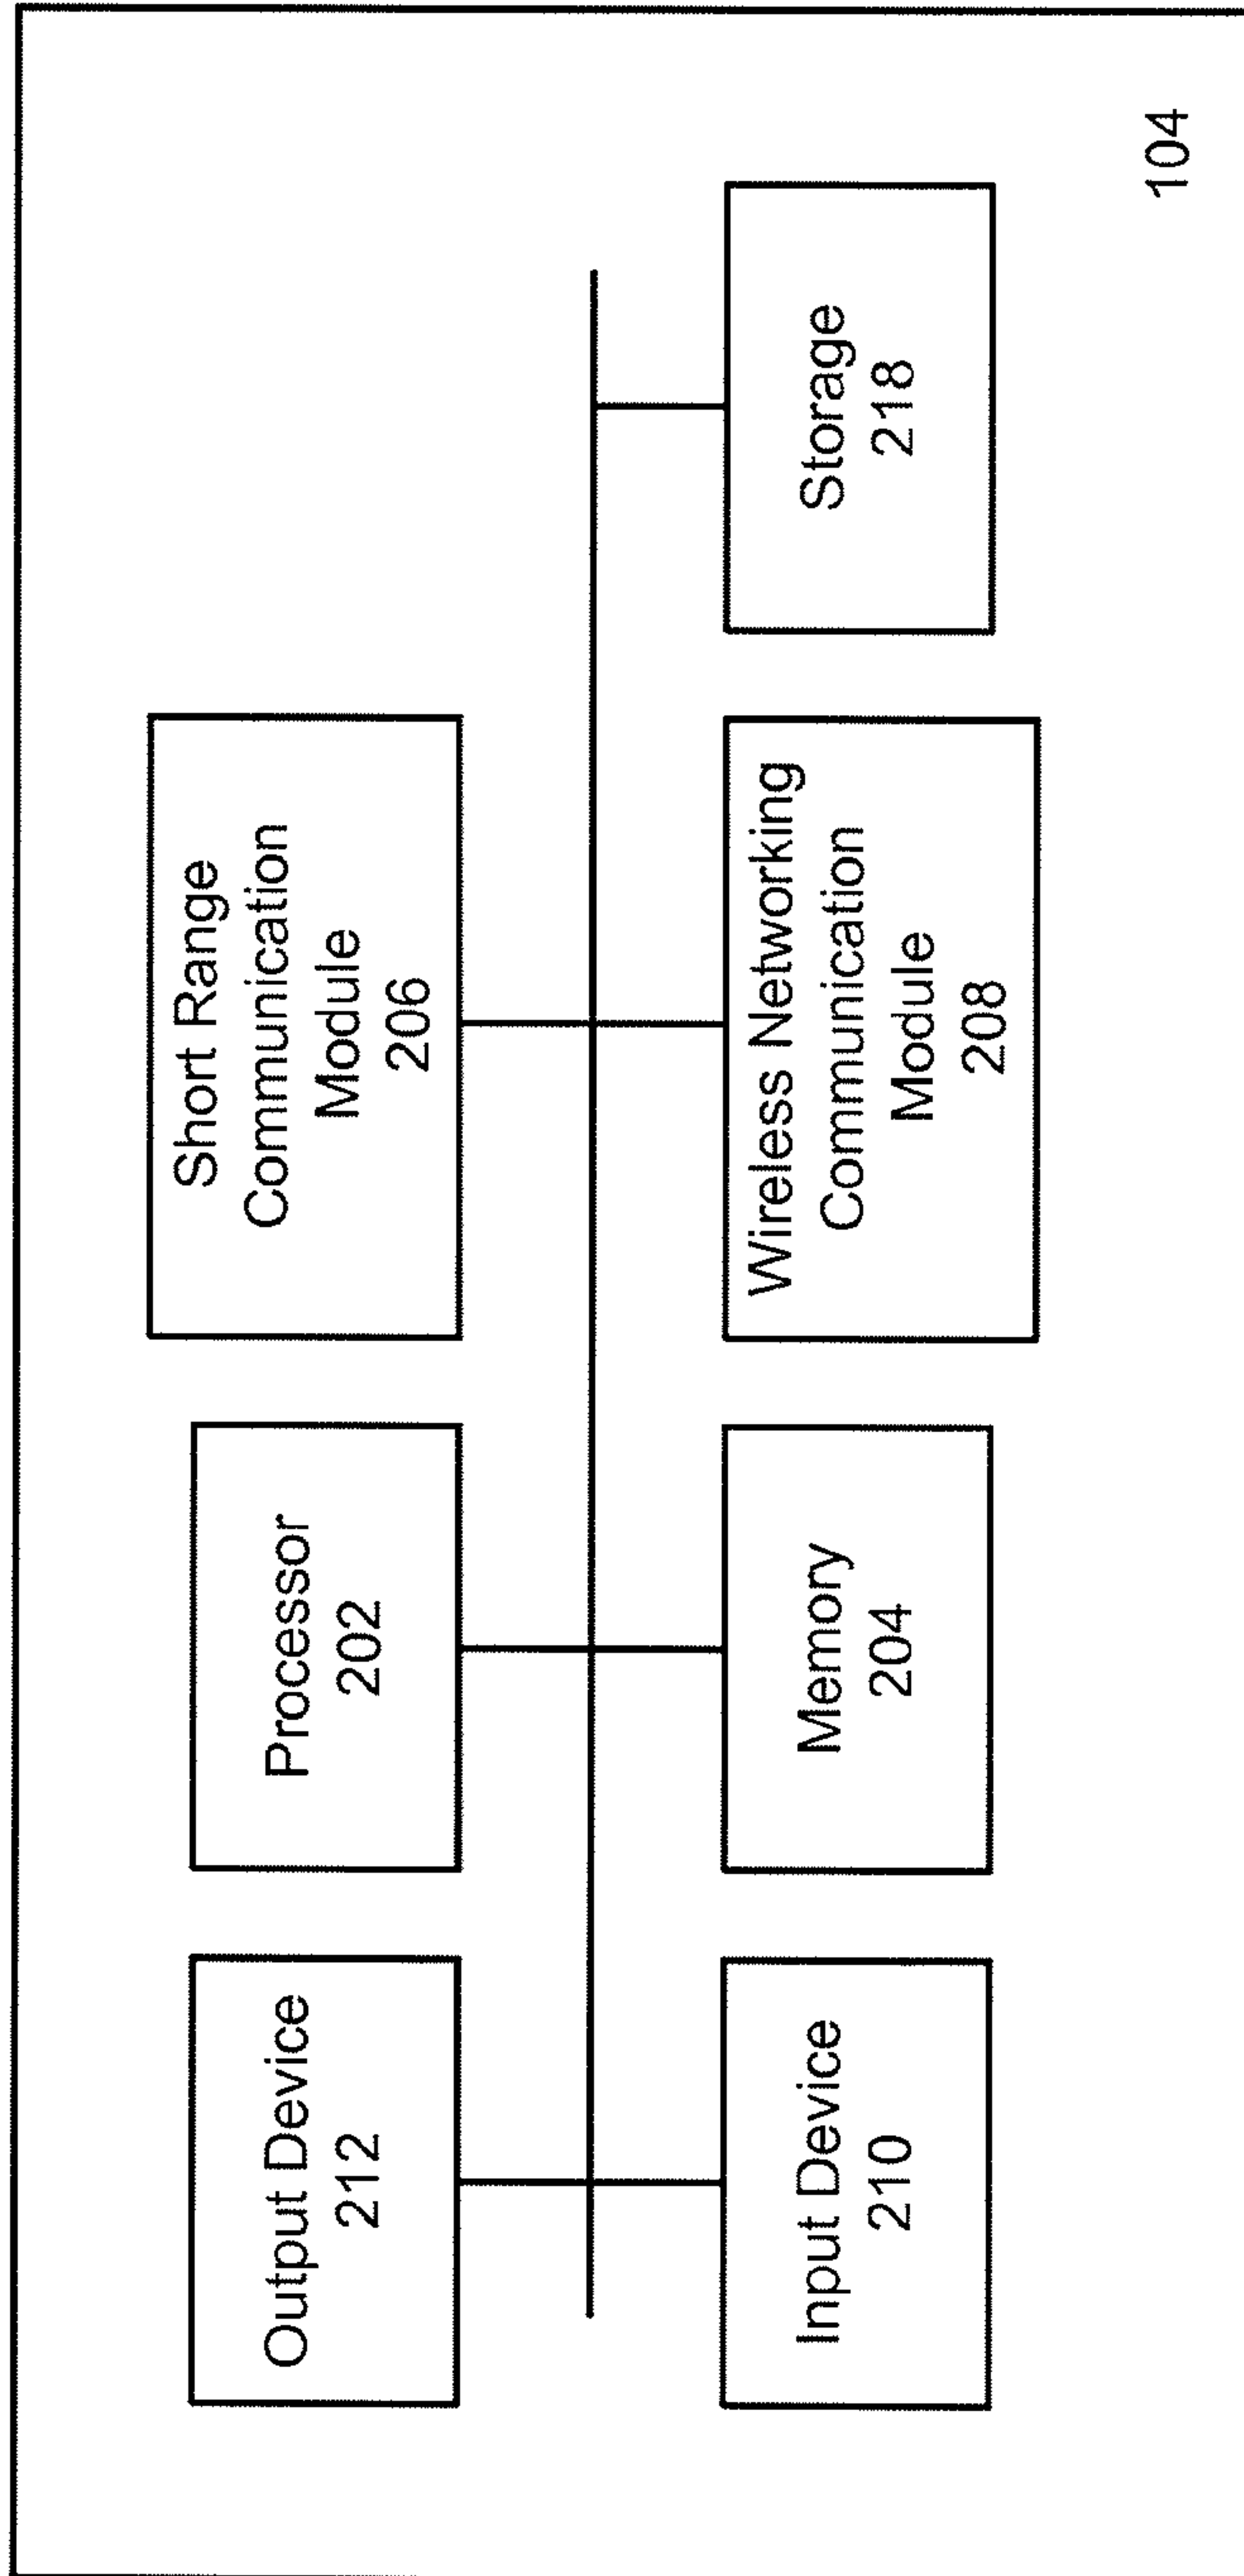 Output Device
212
Processor
202
Short Range
Communication
Module
206
Input Device
210
Memory
204
Wireless Networking
Communication
Module
208
Storage
218
104